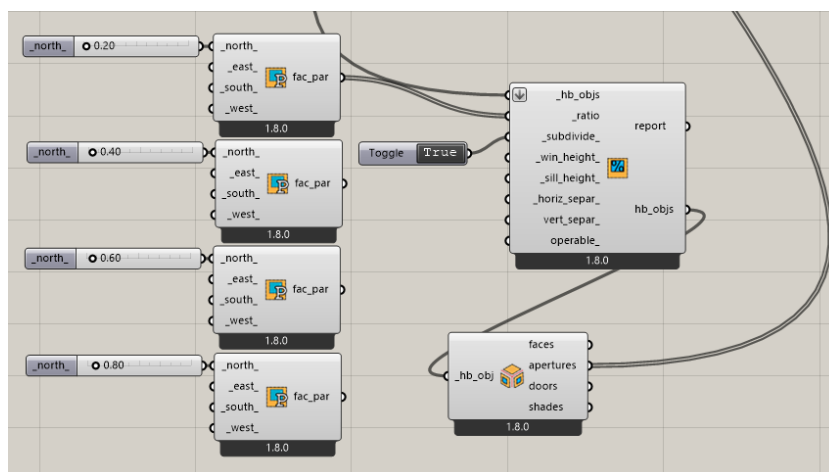 _north_ 0.20
_north_
_east_
_south_
_west_
fac_par
1.8.0
_north_ 0.40
_north_
_east_
_south_
_west_
fac_par
1.8.0
_north_ 0.60
_north_
_east_
_south_
_west_
fac_par
1.8.0
_north_ 0.80
_north_
_east_
_south_
_west_
fac_par
1.8.0
Toggle True
_hb_objs
_ratio
_subdivide_
_win_height_
_sill_height_
_horiz_separ_
vert_separ_
operable_
report
hb_objs
1.8.0
_hb_obj
faces
apertures
doors
shades
1.8.0